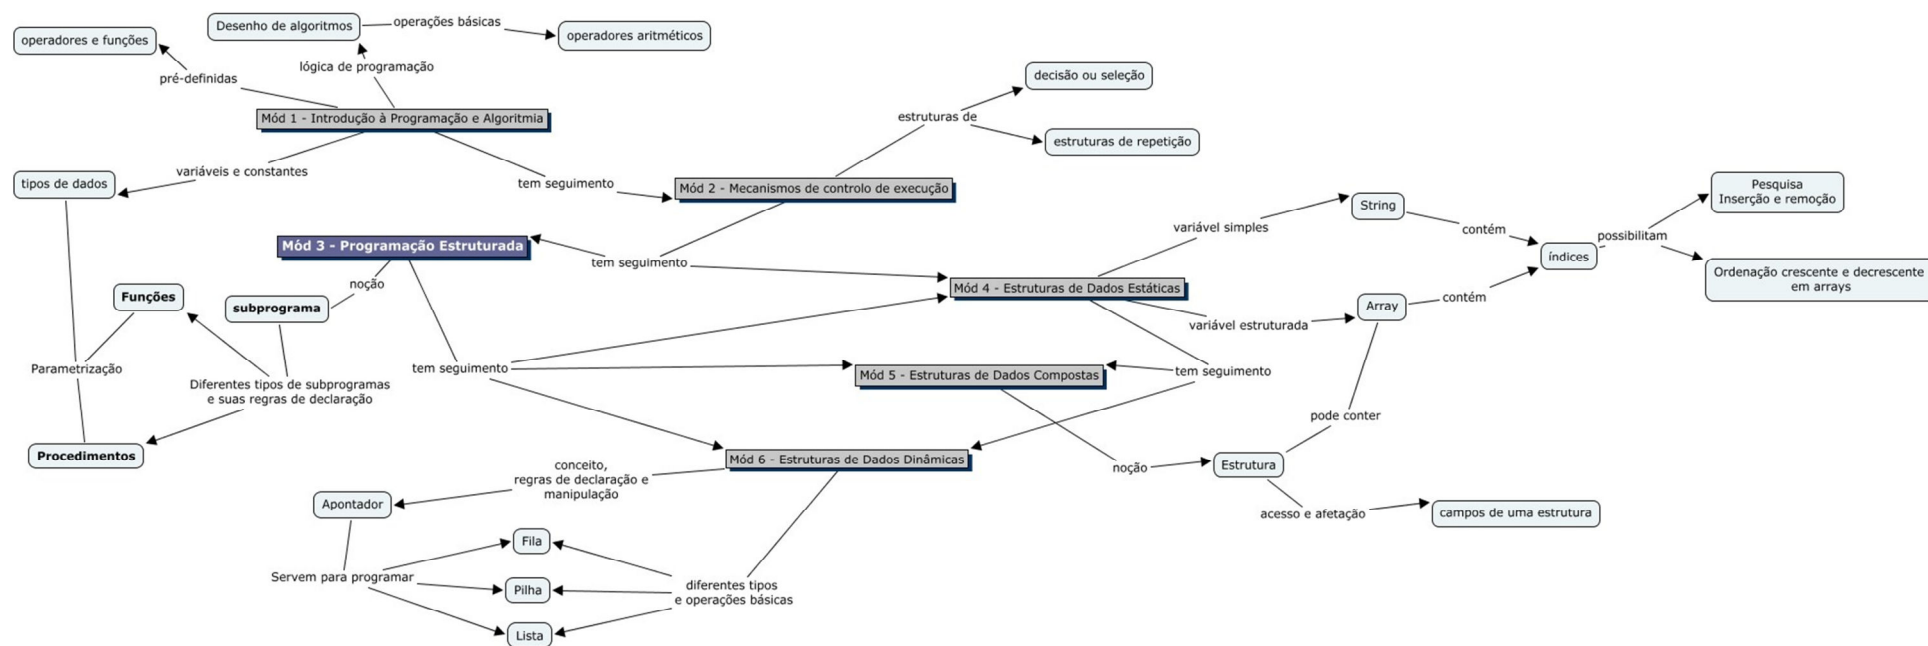 Desenho de algoritmos
operações básicas
operadores aritméticos
operadores e funções
lógica de programação
pré-definidas
decisão ou seleção
Mód 1 - Introdução à Programação e Algoritmia
estruturas de
estruturas de repetição
variáveis e constantes
tipos de dados
tem seguimento
Mód 2 - Mecanismos de controlo de execução
Pesquisa
Inserção e remoção
String
variável simples
contém
possibilitam
Mód 3 - Programação Estruturada
tem seguimento
índices
Ordenação crescente e decrescente
em arrays
noção
Mód 4 - Estruturas de Dados Estáticas
Funções
subprograma
contém
Array
variável estruturada
Parametrização
tem seguimento
Mód 5 - Estruturas de Dados Compostas
tem seguimento
Diferentes tipos de subprogramas
e suas regras de declaração
pode conter
Procedimentos
Mód 6 - Estruturas de Dados Dinâmicas
noção
Estrutura
conceito,
regras de declaração e
manipulação
Apontador
acesso e afetação
campos de uma estrutura
Fila
Servem para programar
Pilha
diferentes tipos
e operações básicas
Lista